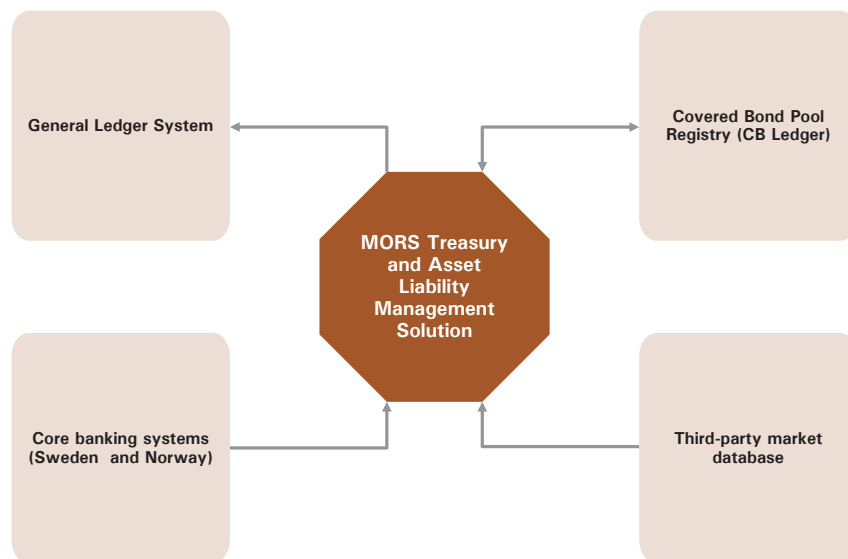 General Ledger System
Covered Bond Pool
Registry (CB Ledger)
MORS Treasury
and Asset
Liability
Management
Solution
Core banking systems
(Sweden and Norway)
Third-party market
database